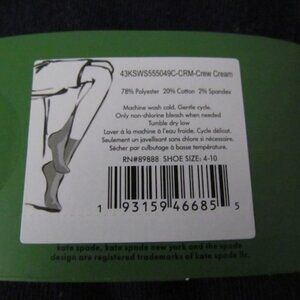 43KSWS555049C-CRM-Crew Cream
78% Polyester 20% Cotton 2% Spandex
Machine wash cold. Gentle cycle.
Only non-chlorine bleach when needed
Tumble dry low
Laver à la machine à l'eau fraîde. Cycle délicat.
Seulement un javellisant sans chlore si nécessaire.
Sécher par culbutage à basse température.
RN#89888 SHOE SIZE: 4-10
1 93159 46685 5
kate spade, kate spade new york and the spade
design are registered trademarks of kate spade llc.